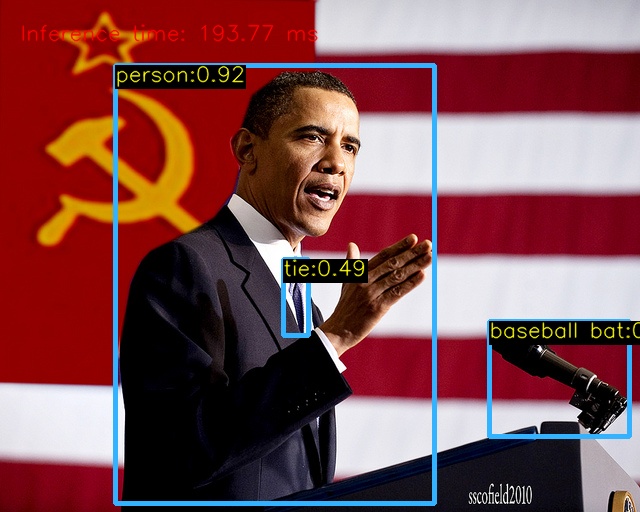 Inference time: 193.77 ms
person:0.92
tie:0.49
baseball bat:0
sscofield2010